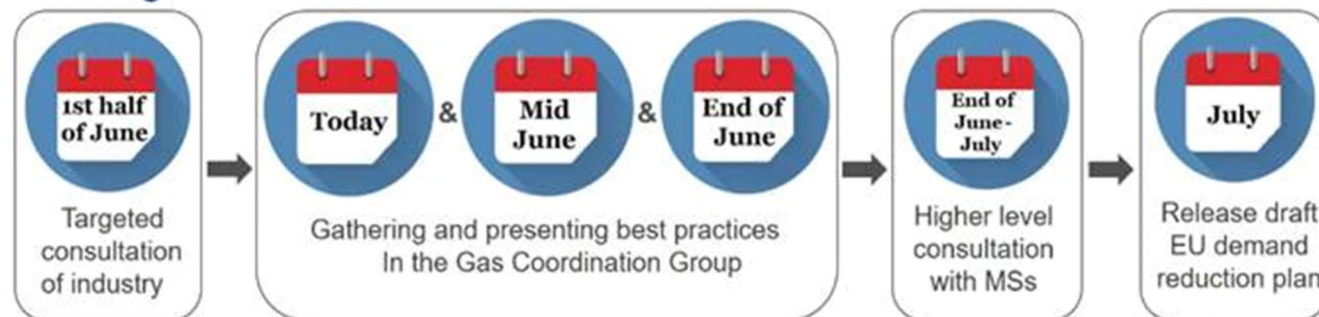 1st half
of June
Targeted
consultation
of industry
Today
&
Mid
June
&
End of
June
Gathering and presenting best practices
In the Gas Coordination Group
End of
June-
July
Higher level
consultation
with MSs
July
Release draft
EU demand
reduction plan